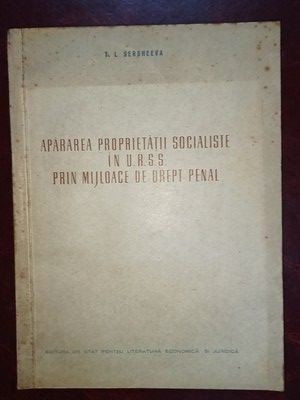 T. L. SERGHEEVA
APĂRAREA PROPRIETĂȚII SOCIALISTE
ÎN U.R.S.S.
PRIN MIJLOACE DE DREPT PENAL
EDITURA DE STAT PENTRU LITERATURĂ ECONOMICĂ ȘI JURIDICĂ